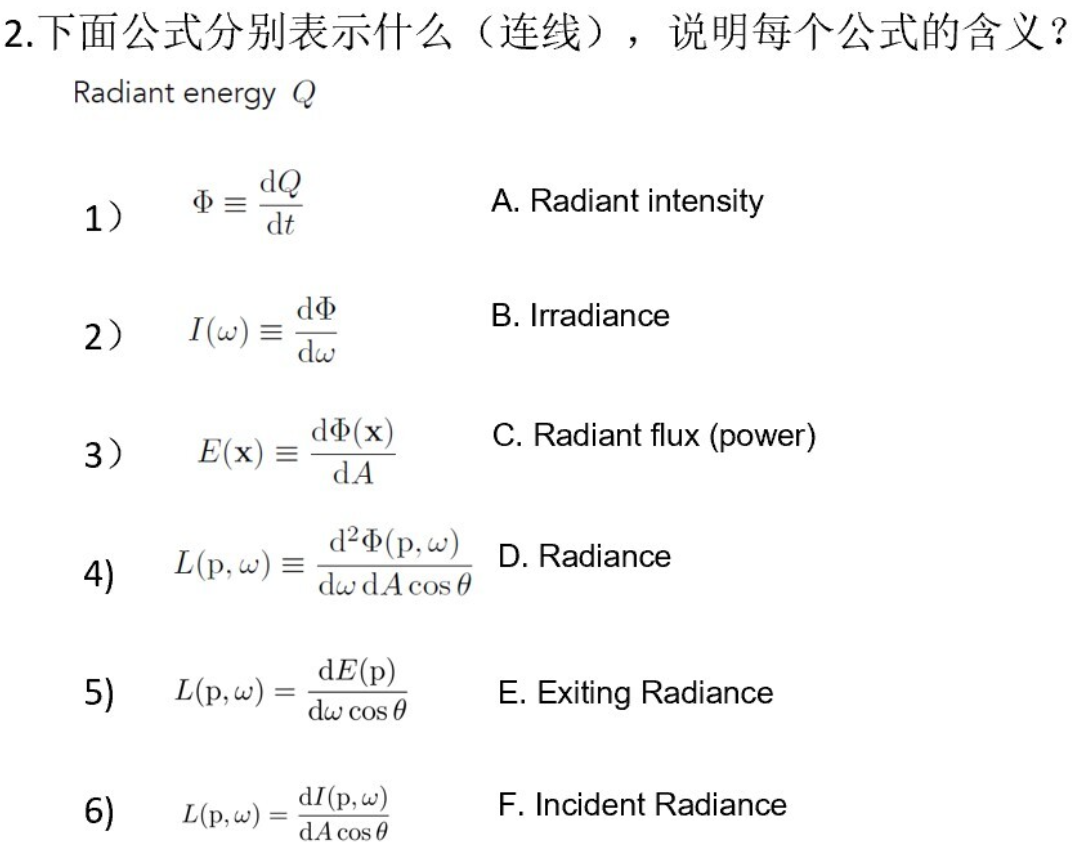 2.下面公式分别表示什么（连线），说明每个公式的含义？
Radiant energy Q
1） Φ ≡ dQ/dt A. Radiant intensity
2） I(ω) ≡ dΦ/dω B. Irradiance
3） E(x) ≡ dΦ(x)/dA C. Radiant flux (power)
4) L(p, ω) ≡ d²Φ(p, ω)/dω dA cos θ D. Radiance
5) L(p, ω) = dE(p)/dω cos θ E. Exiting Radiance
6) L(p, ω) = dI(p, ω)/dA cos θ F. Incident Radiance